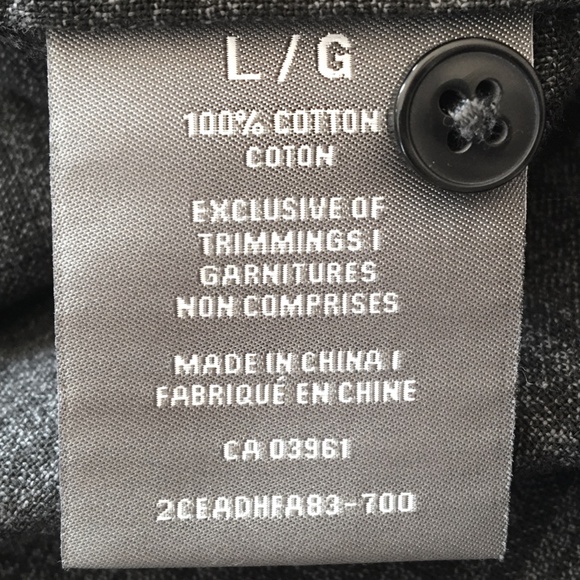 L / G
100% COTTON
COTON
EXCLUSIVE OF
TRIMMINGS /
GARNITURES
NON COMPRISES
MADE IN CHINA /
FABRIQUÉ EN CHINE
CA 03961
2CEADHFA83-700